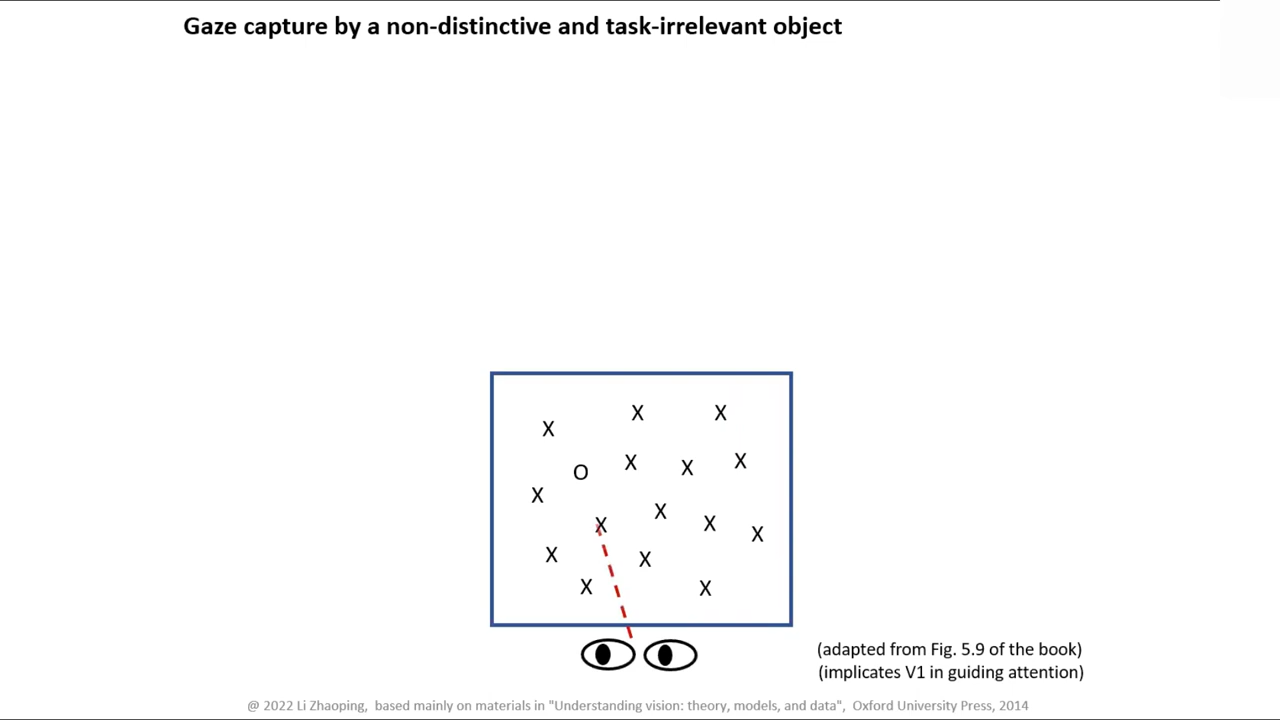 Gaze capture by a non-distinctive and task-irrelevant object
X X X
X O X X X
X X X X X
X X X
X X
(adapted from Fig. 5.9 of the book)
(implicates V1 in guiding attention)
@ 2022 Li Zhaoping, based mainly on materials in "Understanding vision: theory, models, and data", Oxford University Press, 2014